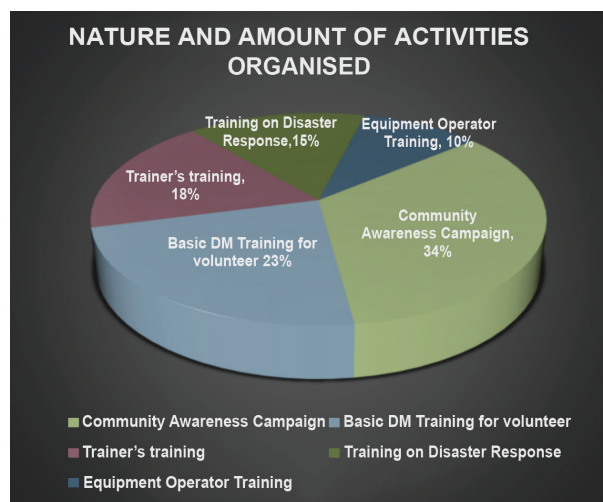 NATURE AND AMOUNT OF ACTIVITIES
ORGANISED
Training on Disaster
Response,15%
Equipment Operator
Training, 10%
Trainer's training,
18%
Community
Awareness Campaign,
34%
Basic DM Training for
volunteer 23%
Community Awareness Campaign
Basic DM Training for volunteer
Trainer's training
Training on Disaster Response
Equipment Operator Training